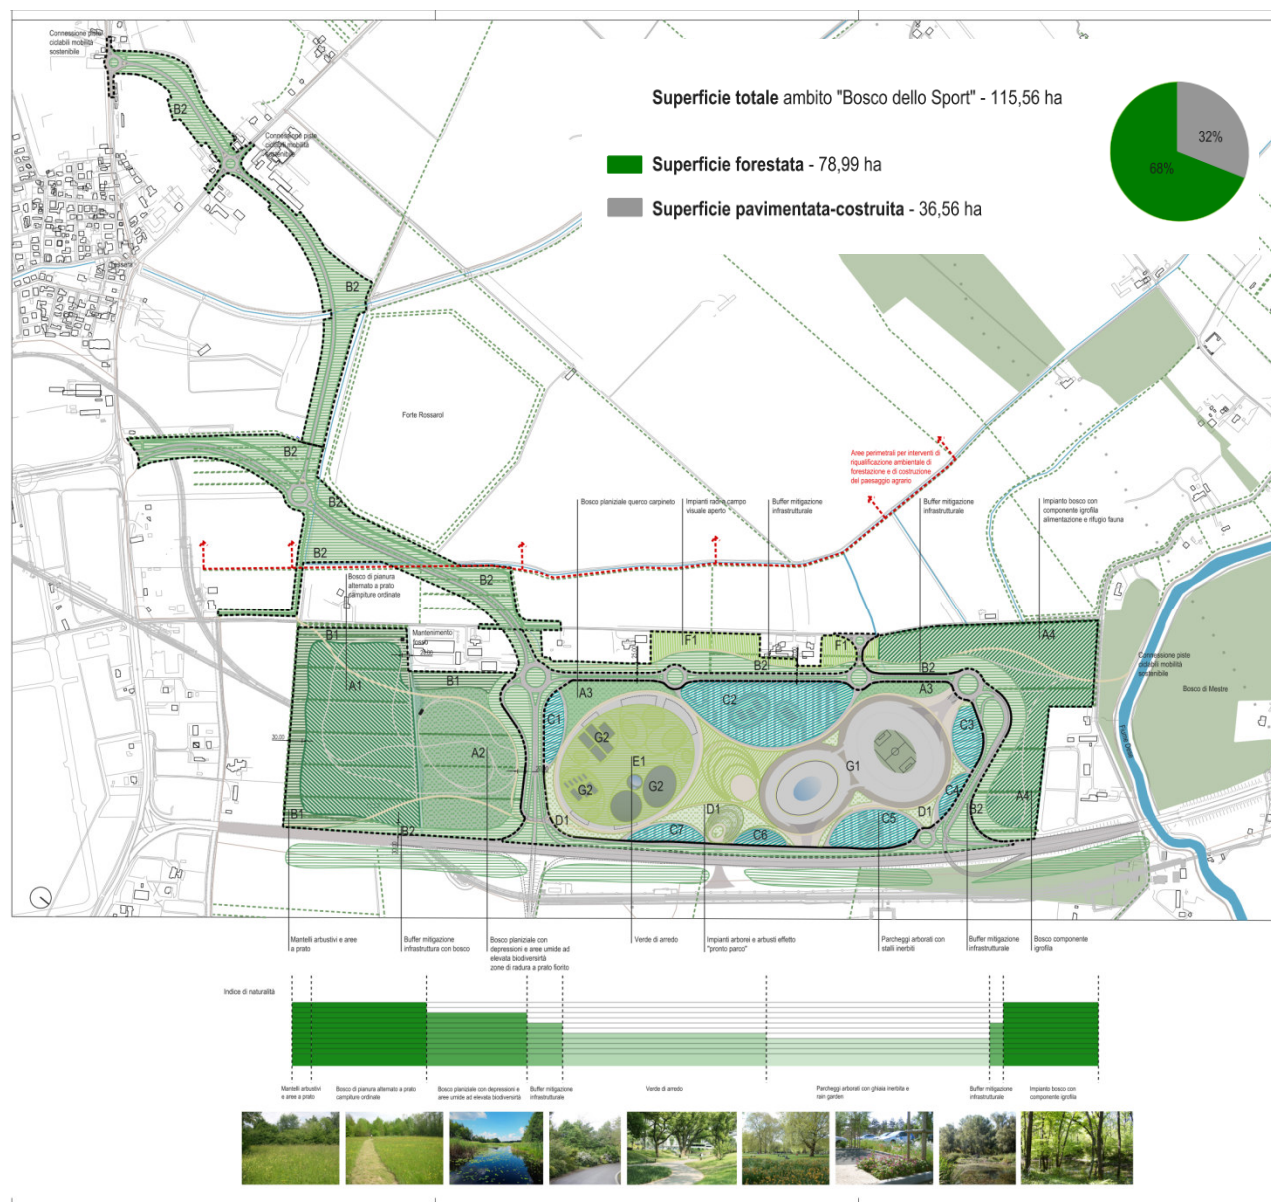 Connessione piste
ciclabili mobilità
sostenibile
B2
Connessione piste
ciclabili mobilità
sostenibile
Superficie totale ambito "Bosco dello Sport" - 115,56 ha
Superficie forestata - 78,99 ha
Superficie pavimentata-costruita - 36,56 ha
32%
68%
B2
Forte Rossarol
B2
B2
B2
B2
Aree perimetrali per interventi di
riqualificazione ambientale di
forestazione e di costruzione
del paesaggio agrario
Bosco planiziale querco carpineto
Impianti radi e campo
visuale aperto
Buffer mitigazione
infrastrutturale
Buffer mitigazione
infrastrutturale
Impianto bosco con
componente igrofila
alimentazione e rifugio fauna
Bosco di pianura
alternato a prato
campiture ordinate
Mantenimento
fosso
B1
B1
A1
A2
B1
B2
F1
F1
B2
B2
A4
A3
A3
C1
C2
C3
C4
C5
C6
C7
G2
G2
G2
E1
G1
D1
D1
D1
B2
A4
30,00
Connessione piste
ciclabili mobilità
sostenibile
Bosco di Mestre
Mantelli arbustivi e aree
a prato
Buffer mitigazione
infrastruttura con bosco
Bosco planiziale con
depressioni e aree umide ad
elevata biodiversirtà
zone di radura a prato fiorito
Verde di arredo
Impianti arborei e arbusti effetto
"pronto parco"
Parcheggi arborati con
stalli inerbiti
Buffer mitigazione
infrastrutturale
Bosco componente
igrofila
Indice di naturalità
Mantelli arbustivi
e aree a prato
Bosco di pianura alternato a prato
campiture ordinate
Bosco planiziale con depressioni e
aree umide ad elevata biodiversirtà
Buffer mitigazione
infrastrutturale
Verde di arredo
Parcheggi arborati con ghiaia inerbita e
rain garden
Buffer mitigazione
infrastrutturale
Impianto bosco con
componente igrofila